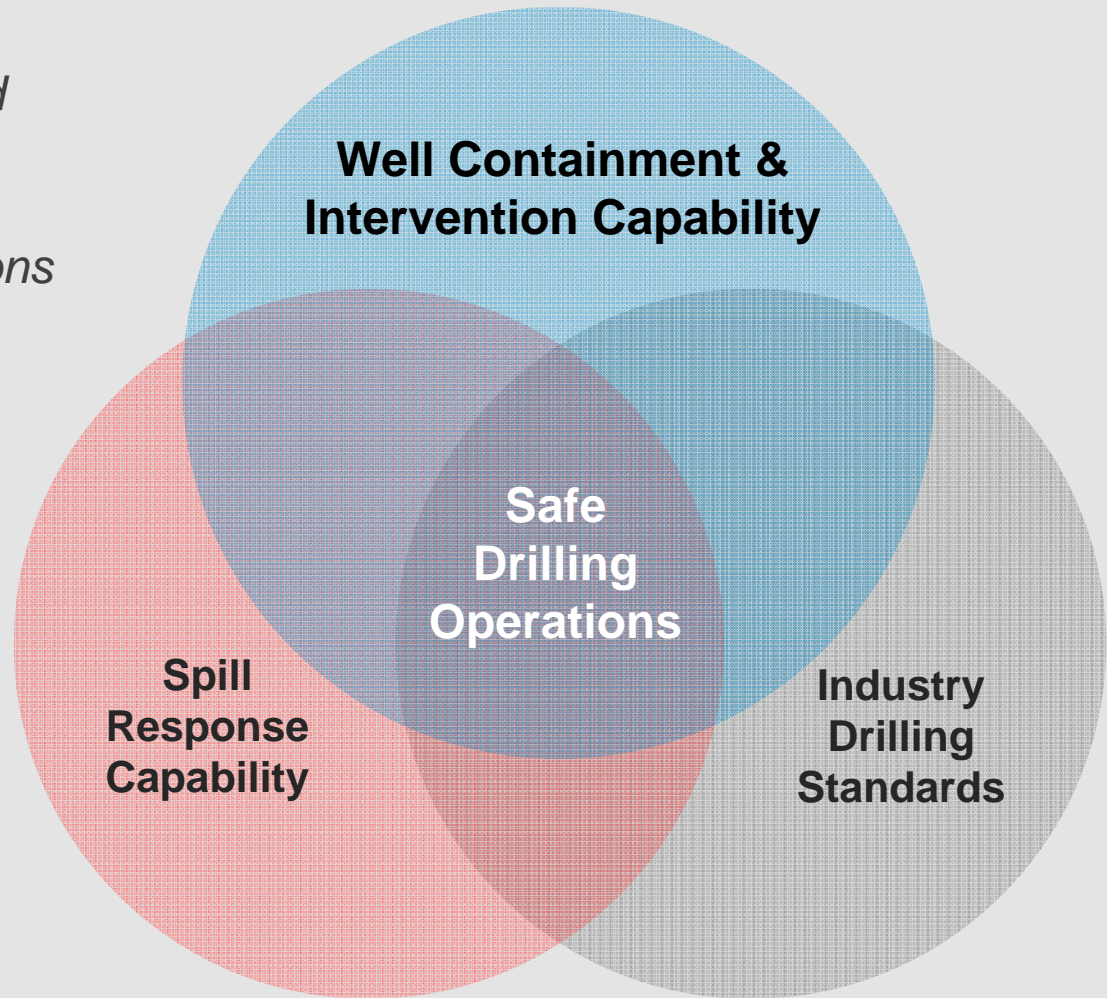 Well Containment &
Intervention Capability
Safe
Drilling
Operations
Spill
Response
Capability
Industry
Drilling
Standards